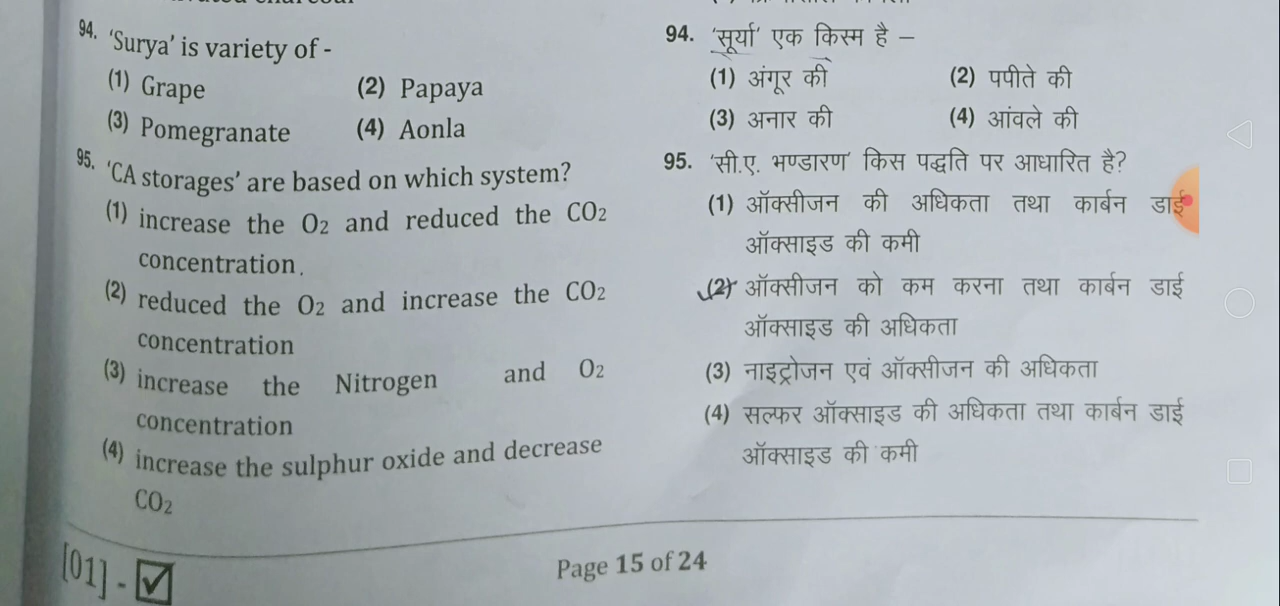 94. 'Surya' is variety of -
(1) Grape (2) Papaya
(3) Pomegranate (4) Aonla
95. 'CA storages' are based on which system?
(1) increase the O2 and reduced the CO2
concentration.
(2) reduced the O2 and increase the CO2
concentration
(3) increase the Nitrogen and O2
concentration
(4) increase the sulphur oxide and decrease
CO2
94. 'सूर्या' एक किस्म है –
(1) अंगूर की (2) पपीते की
(3) अनार की (4) आंवले की
95. 'सी.ए. भण्डारण' किस पद्धति पर आधारित है?
(1) ऑक्सीजन की अधिकता तथा कार्बन डाई
ऑक्साइड की कमी
(2) ऑक्सीजन को कम करना तथा कार्बन डाई
ऑक्साइड की अधिकता
(3) नाइट्रोजन एवं ऑक्सीजन की अधिकता
(4) सल्फर ऑक्साइड की अधिकता तथा कार्बन डाई
ऑक्साइड की कमी
[01] - ☑
Page 15 of 24